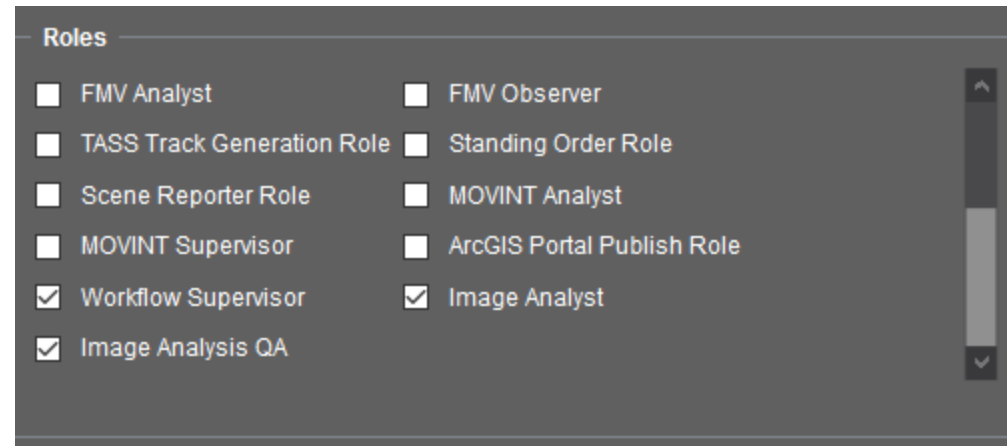 Roles
FMV Analyst
FMV Observer
TASS Track Generation Role
Standing Order Role
Scene Reporter Role
MOVINT Analyst
MOVINT Supervisor
ArcGIS Portal Publish Role
Workflow Supervisor
Image Analyst
Image Analysis QA